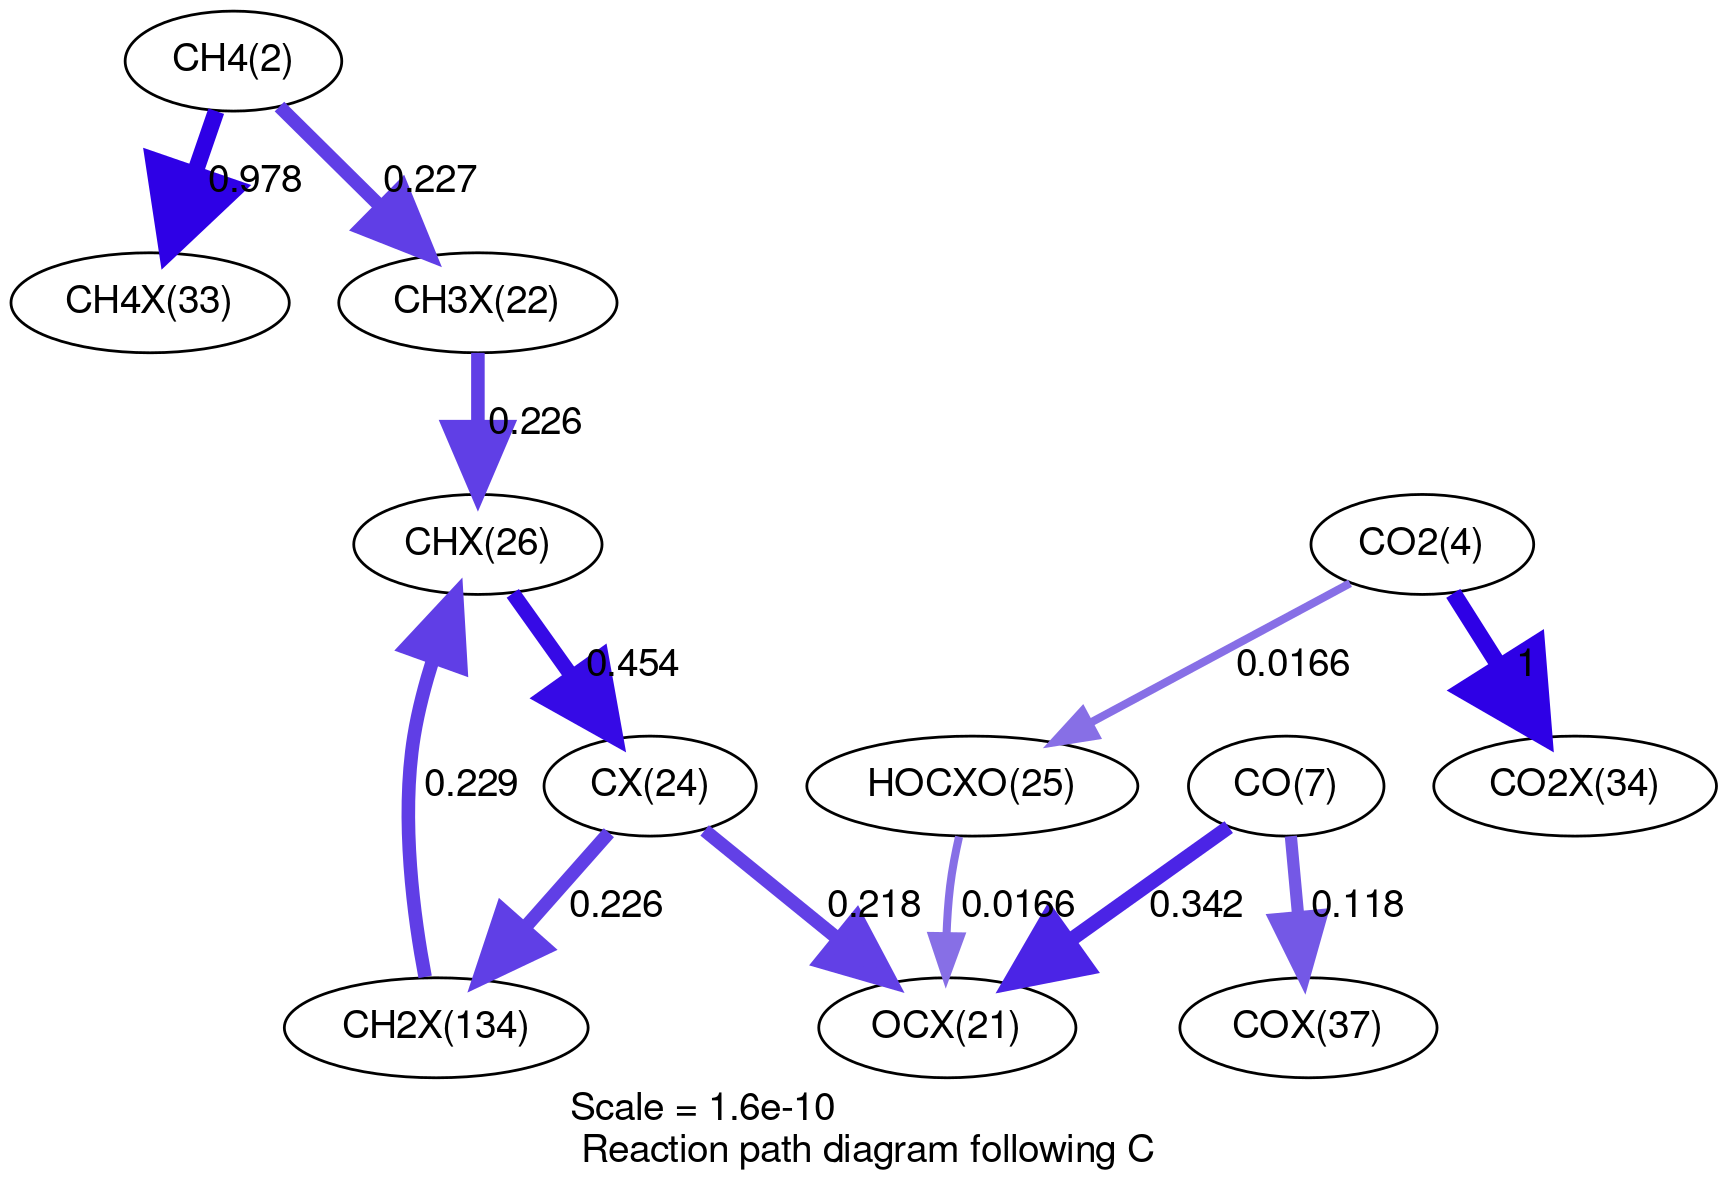 CH4(2)
0.978
0.227
CH4X(33)
CH3X(22)
0.226
CHX(26)
CO2(4)
0.454
0.0166
1
0.229
CX(24)
HOCXO(25)
CO(7)
CO2X(34)
0.226
0.218
0.0166
0.342
0.118
CH2X(134)
OCX(21)
COX(37)
Scale = 1.6e-10
Reaction path diagram following C